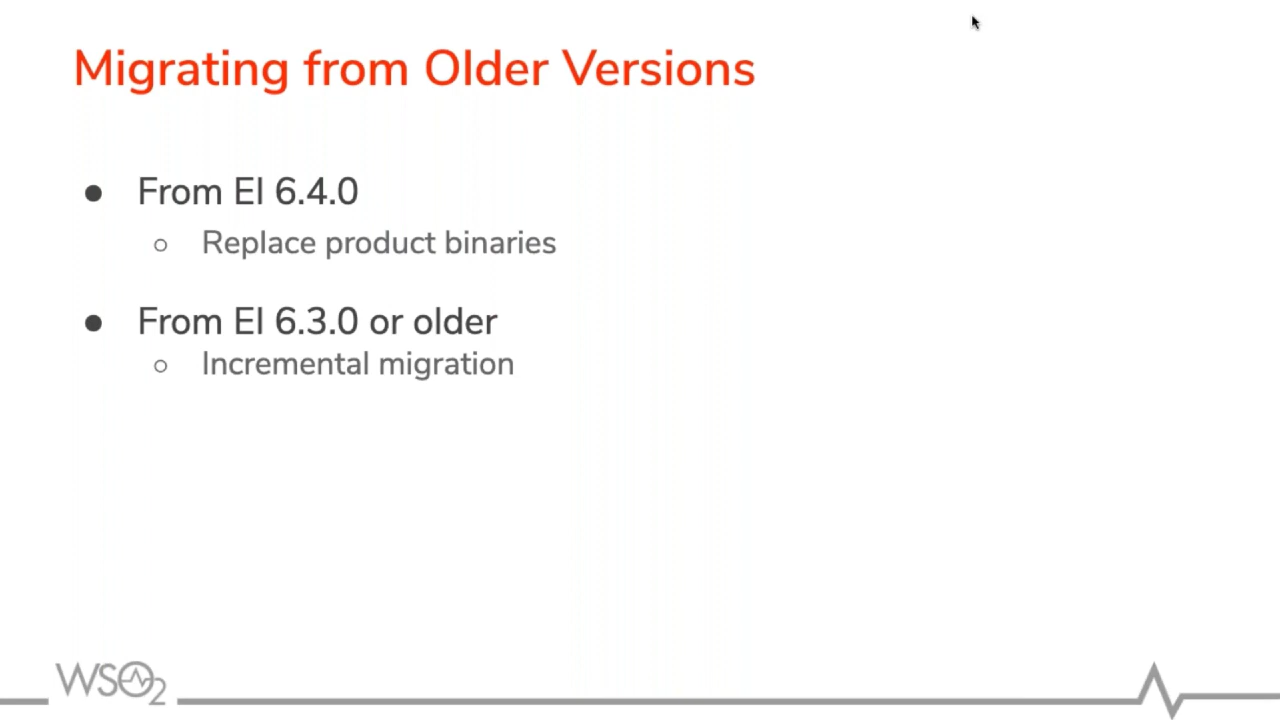 Migrating from Older Versions
● From EI 6.4.0
○ Replace product binaries
● From EI 6.3.0 or older
○ Incremental migration
WSO2